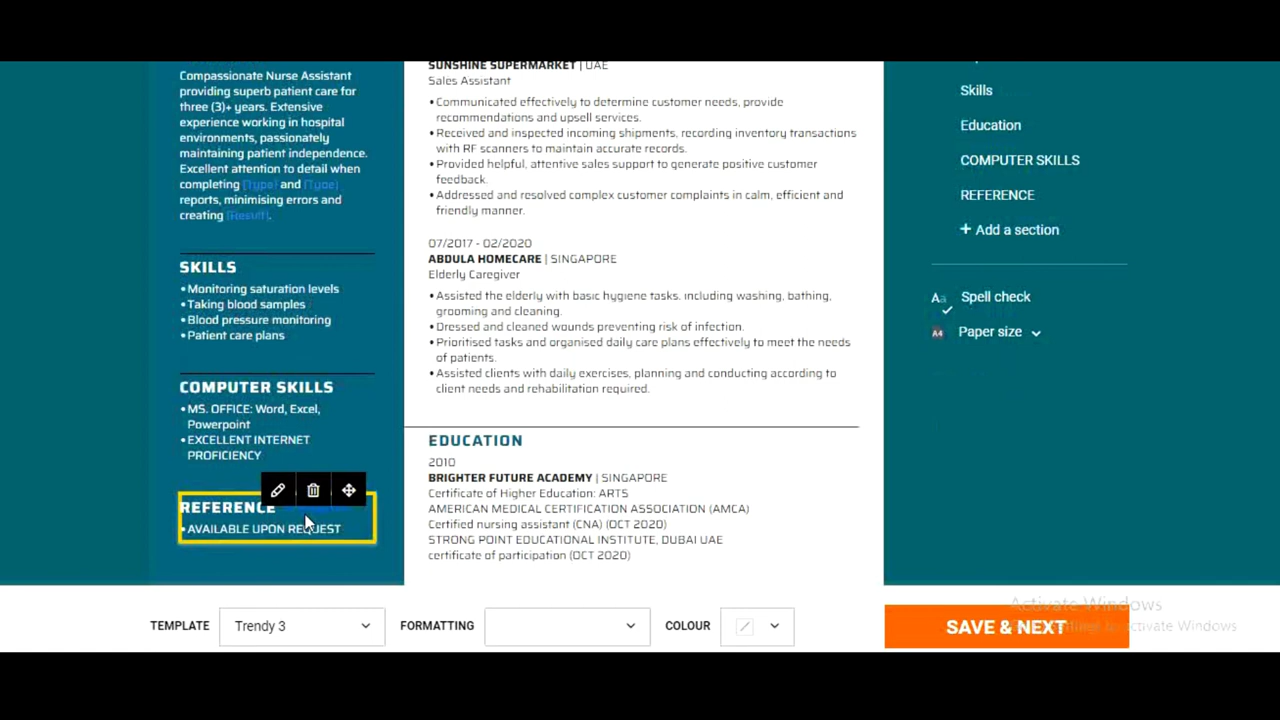 Compassionate Nurse Assistant
providing superb patient care for
three (3)+ years. Extensive
experience working in hospital
environments, passionately
maintaining patient independence.
Excellent attention to detail when
completing [Type] and [Type]
reports, minimising errors and
creating [Result].
SKILLS
•Monitoring saturation levels
•Taking blood samples
•Blood pressure monitoring
•Patient care plans
COMPUTER SKILLS
•MS. OFFICE: Word, Excel,
Powerpoint
•EXCELLENT INTERNET
PROFICIENCY
REFERENCE
•AVAILABLE UPON REQUEST
SUNSHINE SUPERMARKET | UAE
Sales Assistant
•Communicated effectively to determine customer needs, provide
recommendations and upsell services.
•Received and inspected incoming shipments, recording inventory transactions
with RF scanners to maintain accurate records.
•Provided helpful, attentive sales support to generate positive customer
feedback.
•Addressed and resolved complex customer complaints in calm, efficient and
friendly manner.
07/2017 - 02/2020
ABDULA HOMECARE | SINGAPORE
Elderly Caregiver
•Assisted the elderly with basic hygiene tasks. including washing, bathing,
grooming and cleaning.
•Dressed and cleaned wounds preventing risk of infection.
•Prioritised tasks and organised daily care plans effectively to meet the needs
of patients.
•Assisted clients with daily exercises, planning and conducting according to
client needs and rehabilitation required.
EDUCATION
2010
BRIGHTER FUTURE ACADEMY | SINGAPORE
Certificate of Higher Education: ARTS
AMERICAN MEDICAL CERTIFICATION ASSOCIATION (AMCA)
Certified nursing assistant (CNA) (OCT 2020)
STRONG POINT EDUCATIONAL INSTITUTE, DUBAI UAE
certificate of participation (OCT 2020)
Skills
Education
COMPUTER SKILLS
REFERENCE
+ Add a section
Aa Spell check
A4 Paper size
TEMPLATE Trendy 3 FORMATTING COLOUR SAVE & NEXT
Activate Windows
to activate Windows